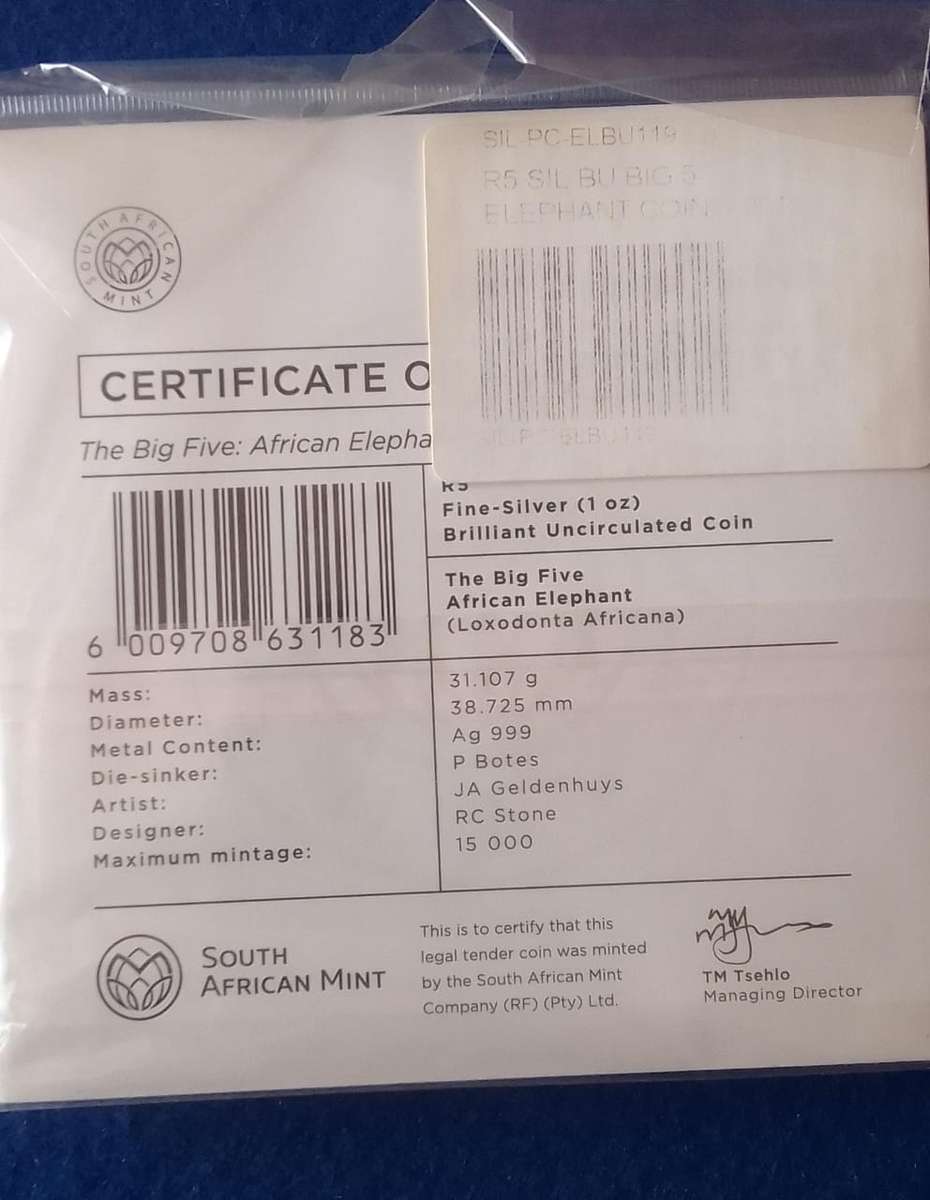 SIL-PC-ELBU119
R5 SIL BU BIG 5
ELEPHANT COIN
SOUTH AFRICAN MINT
CERTIFICATE O
The Big Five: African Elepha
R5
Fine-Silver (1 oz)
Brilliant Uncirculated Coin
The Big Five
African Elephant
(Loxodonta Africana)
6 009708 631183
Mass: 31.107 g
Diameter: 38.725 mm
Metal Content: Ag 999
Die-sinker: P Botes
Artist: JA Geldenhuys
Designer: RC Stone
Maximum mintage: 15 000
SOUTH
AFRICAN MINT
This is to certify that this
legal tender coin was minted
by the South African Mint
Company (RF) (Pty) Ltd.
TM Tsehlo
Managing Director